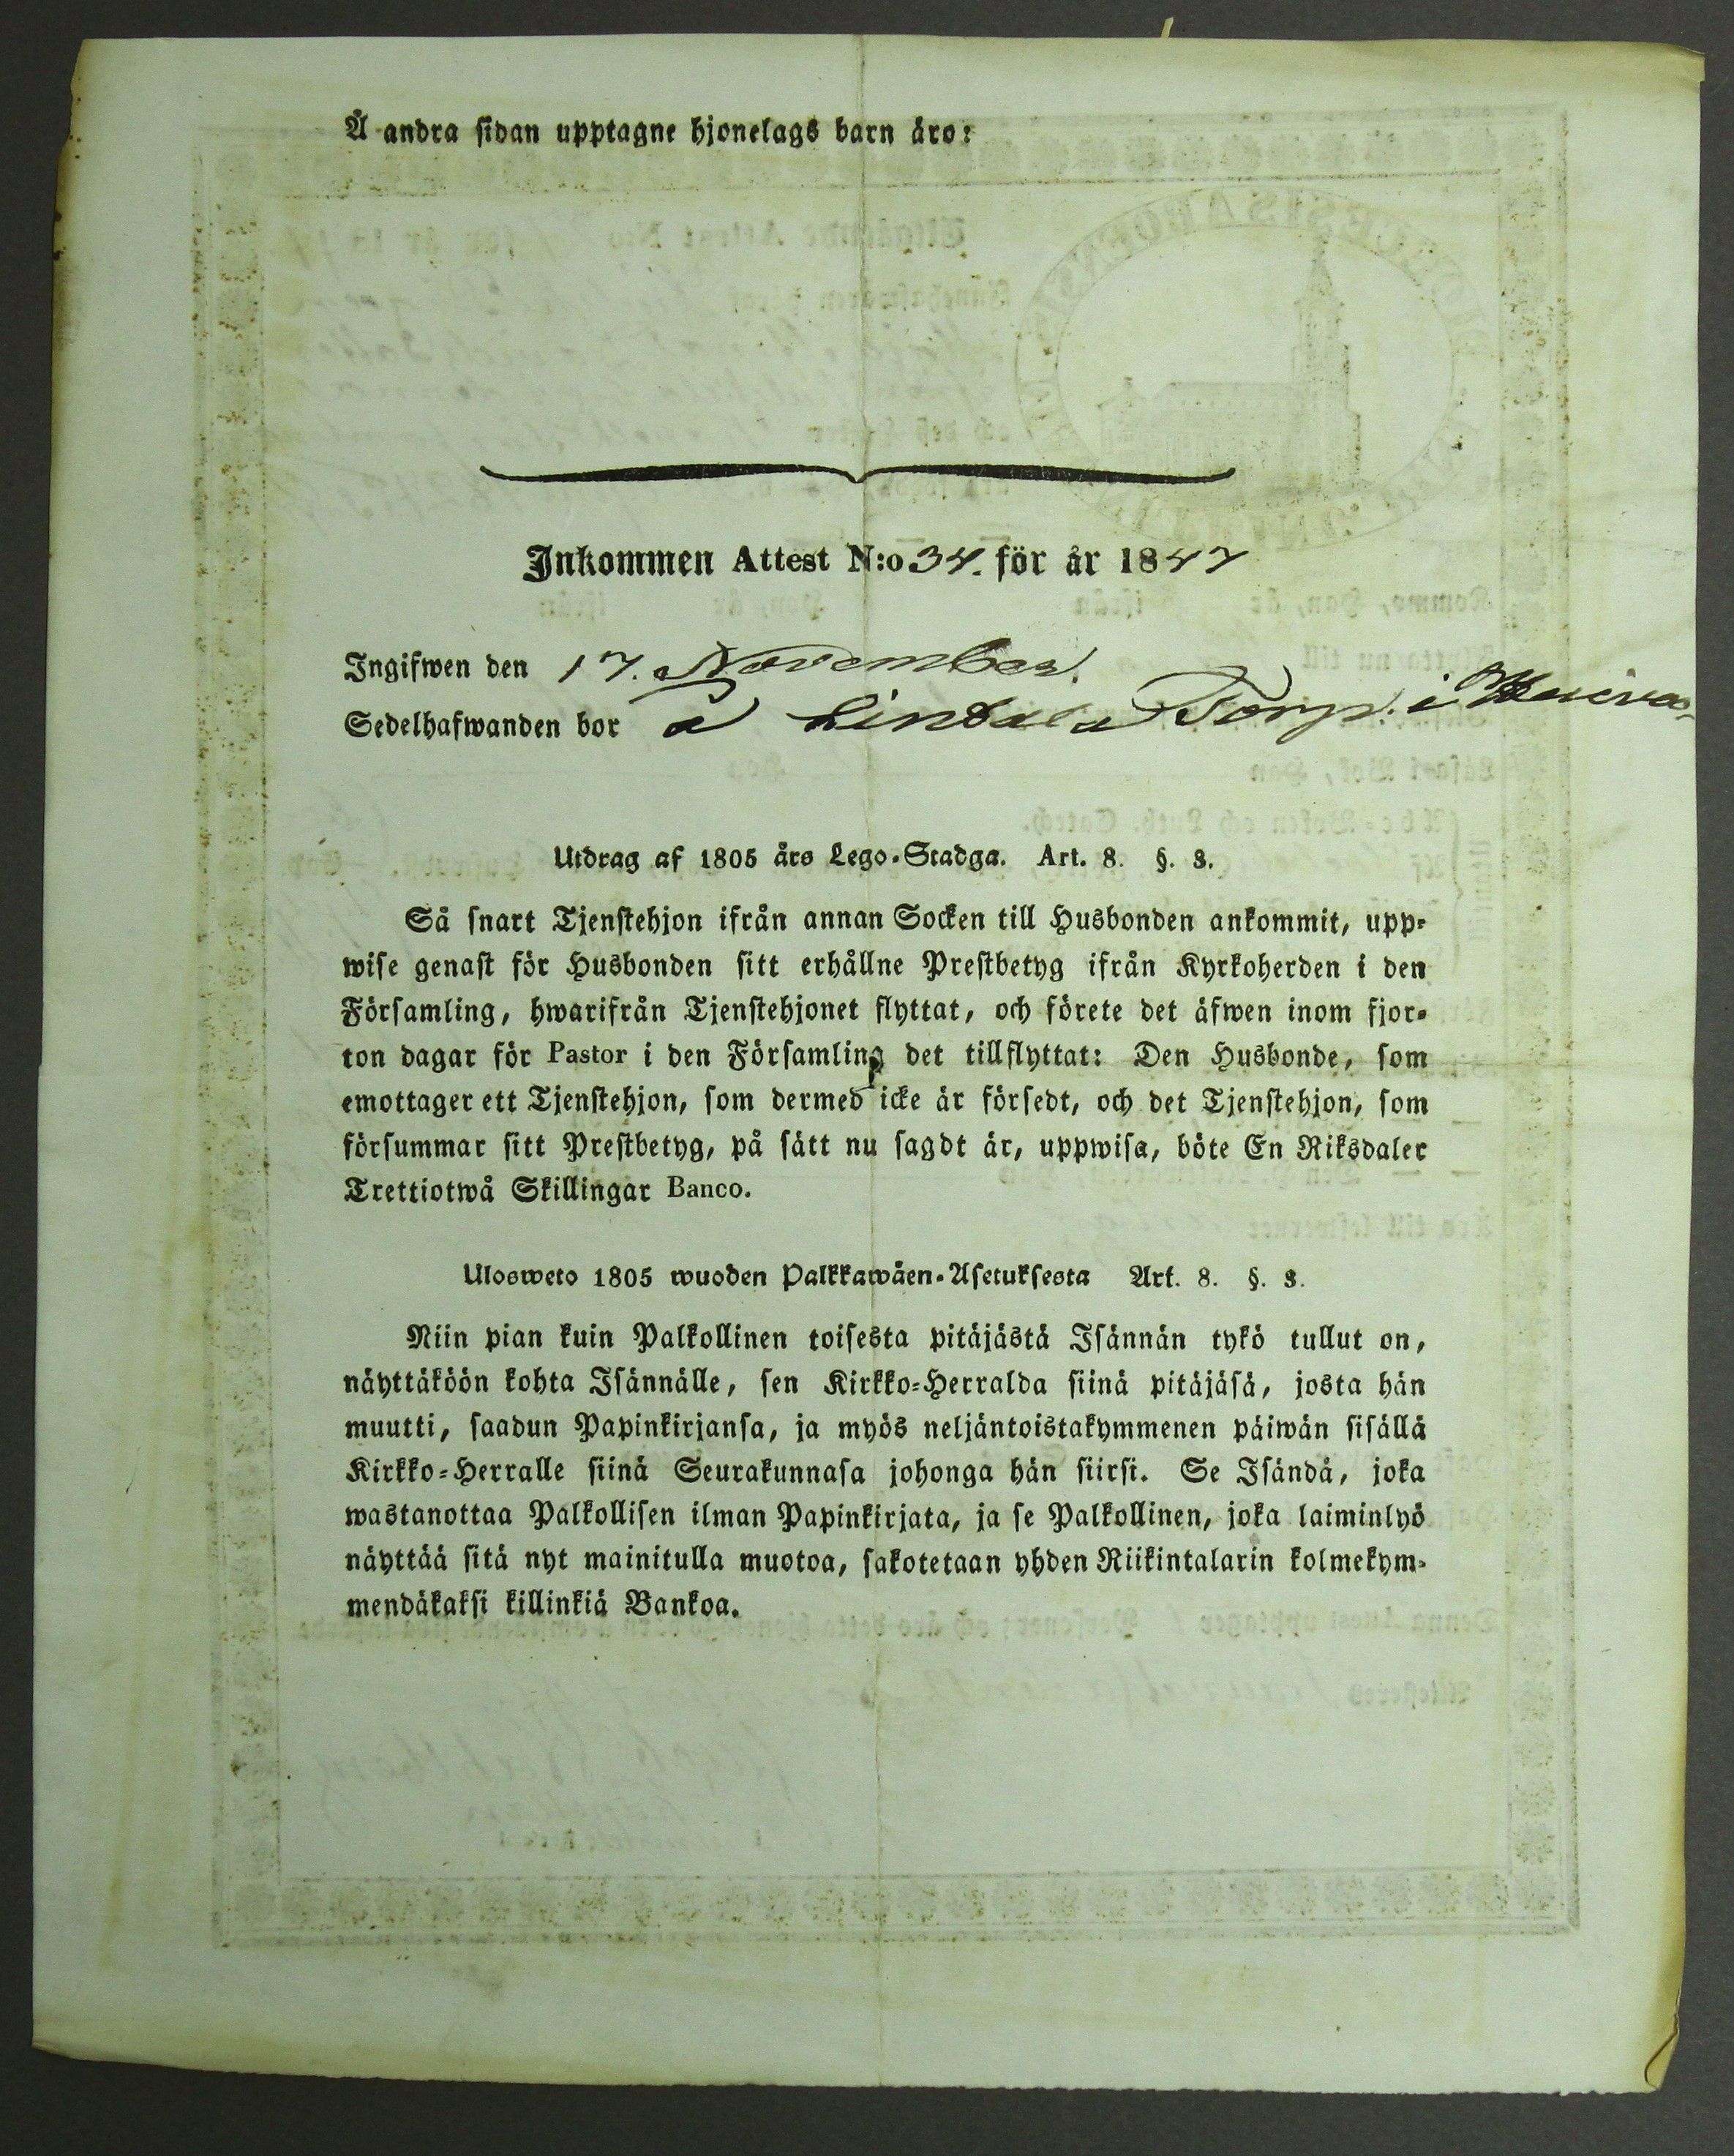 Å andra sidan upptagne hjonelags barn äro:
Inkommen Attest N:o 34. för år 1847
Ingifwen den 17. November.
Sedelhafwanden bor å Lindala Torp. i
Utdrag af 1805 års Lego-Stadga. Art. 8. §. 3.
Så snart Tjenstehjon ifrån annan Socken till Husbonden ankommit, upp-
wise genast för Husbonden sitt erhållne Prestbetyg ifrån Kyrkoherden i den
Församling, hwarifrån Tjenstehjonet flyttat, och förete det äfwen inom fjor-
ton dagar för Pastor i den Församling det tillflyttat: Den Husbonde, som
emottager ett Tjenstehjon, som dermed icke är försedt, och det Tjenstehjon, som
försummar sitt Prestbetyg, på sätt nu sagdt är, uppwisa, böte En Riksdaler
Trettiotwå Skillingar Banco.
Ulosweto 1805 wuoden Palkkawäen-Asetuksesta Art. 8. §. 3.
Niin pian kuin Palkollinen toisesta pitäjästä Isännän tykö tullut on,
näyttäköön kohta Isännälle, sen Kirkko-Herralda siinä pitäjäsä, josta hän
muutti, saadun Papinkirjansa, ja myös neljäntoistakymmenen päiwän sisällä
Kirkko-Herralle siinä Seurakunnasa johonga hän siirsi. Se Isändä, joka
wastanottaa Palkollisen ilman Papinkirjata, ja se Palkollinen, joka laiminlyö
näyttää sitä nyt mainitulla muotoa, sakotetaan yhden Riikintalarin kolmekym-
mendäkaksi killinkiä Bankoa.